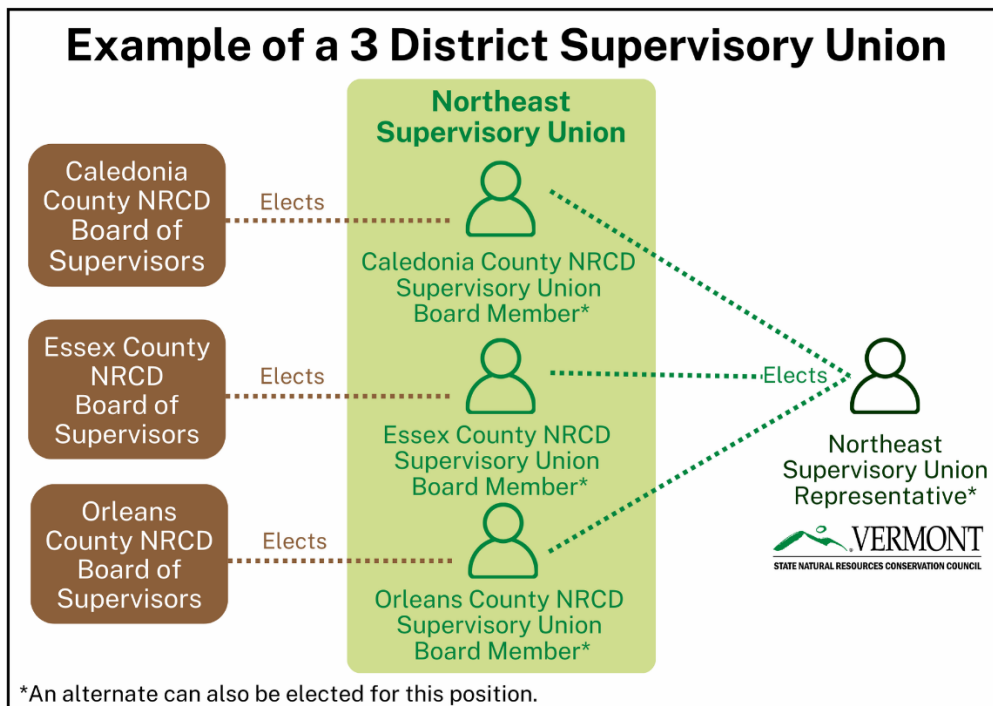 Example of a 3 District Supervisory Union
Northeast
Supervisory Union
Caledonia
County NRCD
Board of
Supervisors
Elects
Caledonia County NRCD
Supervisory Union
Board Member*
Essex County
NRCD
Board of
Supervisors
Elects
Essex County NRCD
Supervisory Union
Board Member*
Orleans
County NRCD
Board of
Supervisors
Elects
Orleans County NRCD
Supervisory Union
Board Member*
Elects
Northeast
Supervisory Union
Representative*
VERMONT
STATE NATURAL RESOURCES CONSERVATION COUNCIL
*An alternate can also be elected for this position.